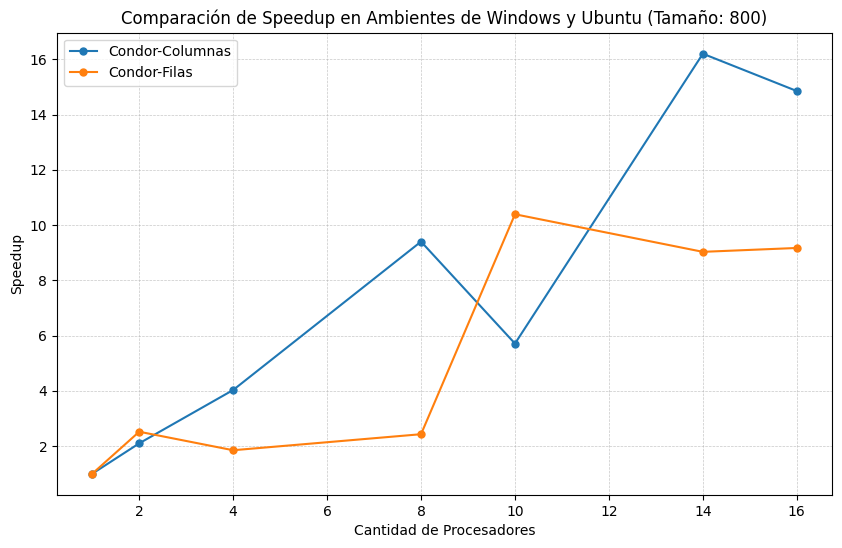 Comparación de Speedup en Ambientes de Windows y Ubuntu (Tamaño: 800)
Condor-Columnas
Condor-Filas
Speedup
16
14
12
10
8
6
4
2
2 4 6 8 10 12 14 16
Cantidad de Procesadores